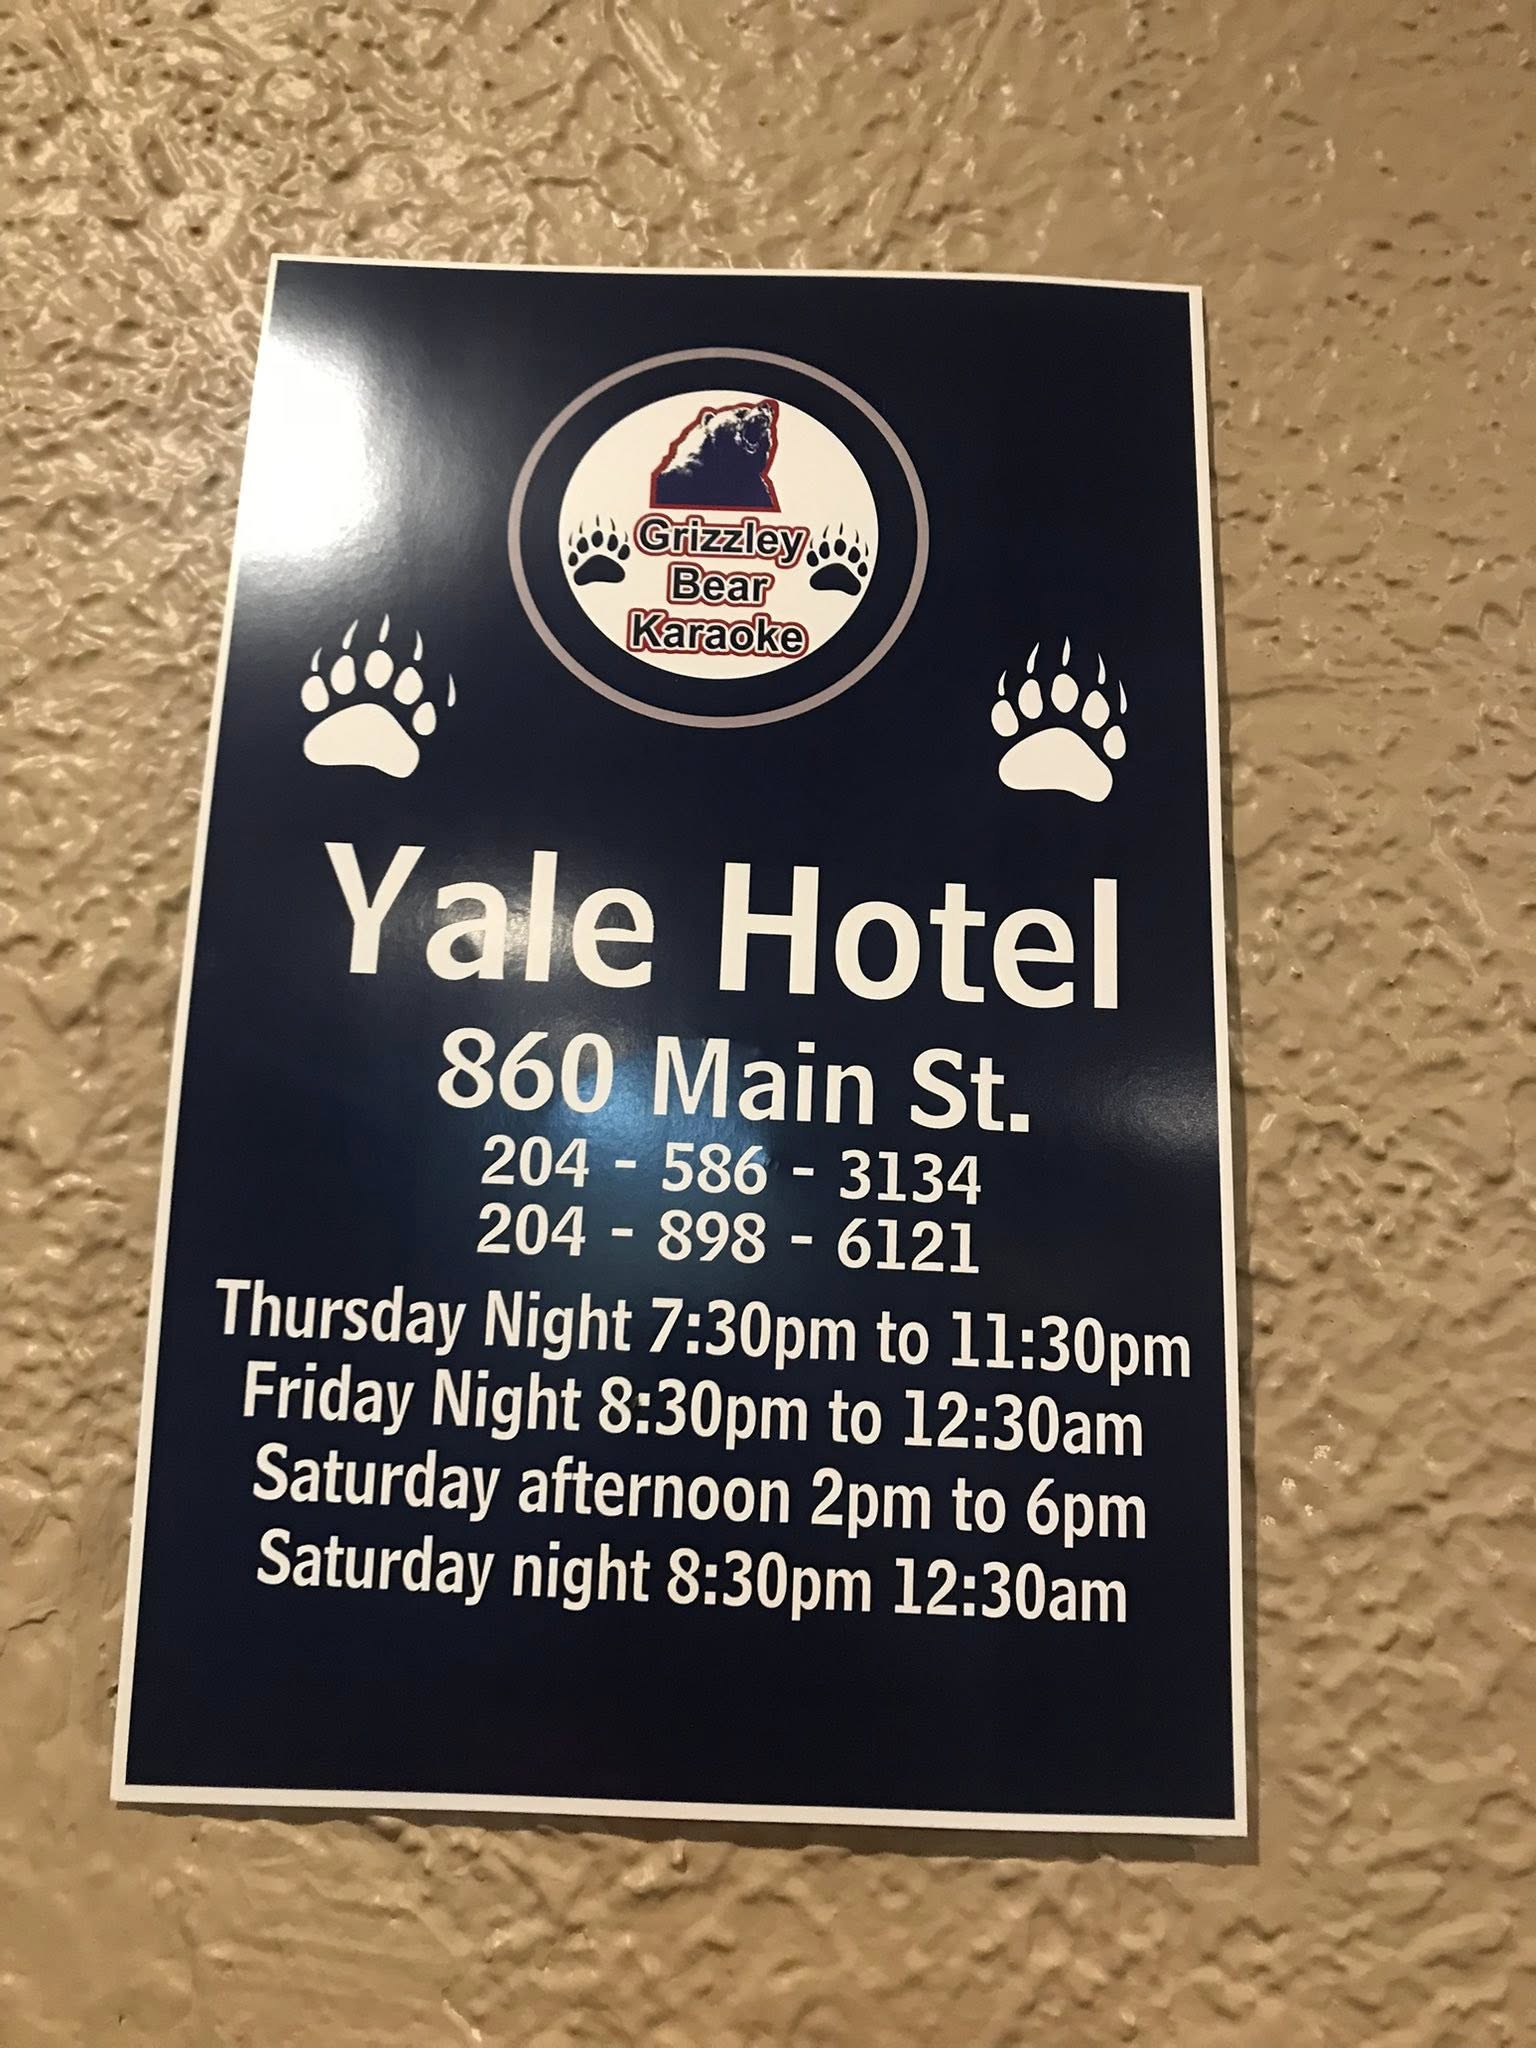 Grizzley
Bear
Karaoke
Yale Hotel
860 Main St.
204 - 586 - 3134
204 - 898 - 6121
Thursday Night 7:30pm to 11:30pm
Friday Night 8:30pm to 12:30am
Saturday afternoon 2pm to 6pm
Saturday night 8:30pm 12:30am